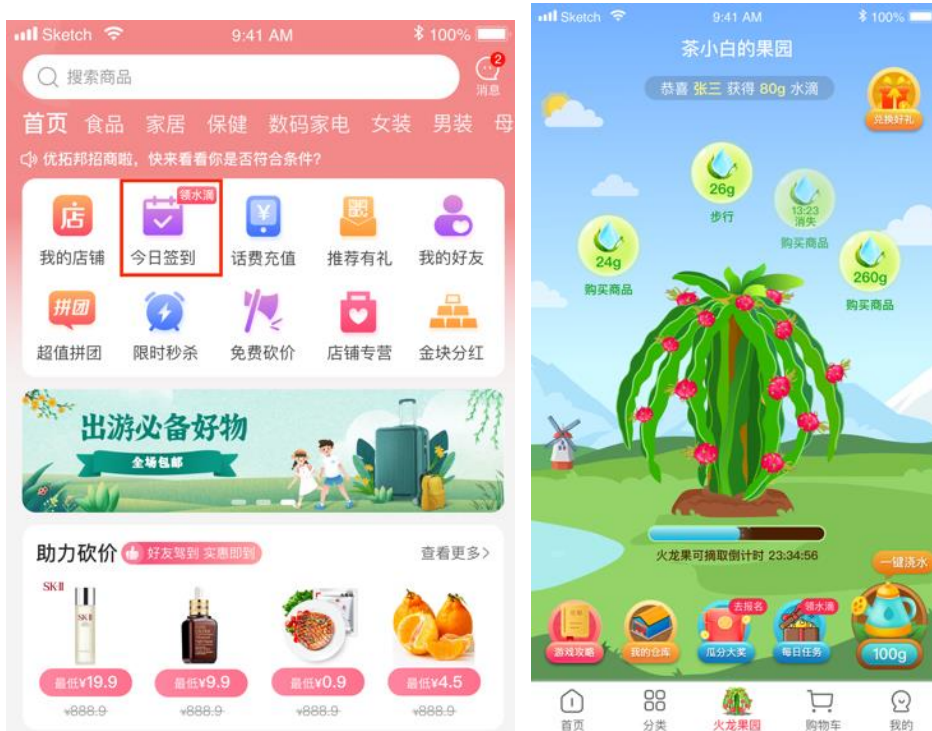 Sketch 9:41 AM 100%
搜索商品
2
消息
首页 食品 家居 保健 数码家电 女装 男装 母
优拓邦招商啦，快来看看你是否符合条件?
店
领水滴
¥
我的店铺 今日签到 话费充值 推荐有礼 我的好友
拼团
超值拼团 限时秒杀 免费砍价 店铺专营 金块分红
出游必备好物
全场包邮
助力砍价 好友驾到 实惠即到 查看更多>
SK-II
SK-II
最低¥19.9 最低¥9.9 最低¥0.9 最低¥4.5
¥888.9 ¥888.9 ¥888.9 ¥888.9
Sketch 9:41 AM 100%
茶小白的果园
恭喜 张三 获得 80g 水滴
兑换好礼
26g
步行
13:23
消失
购买商品
24g
购买商品
260g
购买商品
火龙果可摘取倒计时 23:34:56
一键浇水
去报名 领水滴
游戏攻略 我的仓库 瓜分大奖 每日任务 100g
首页 分类 火龙果园 购物车 我的